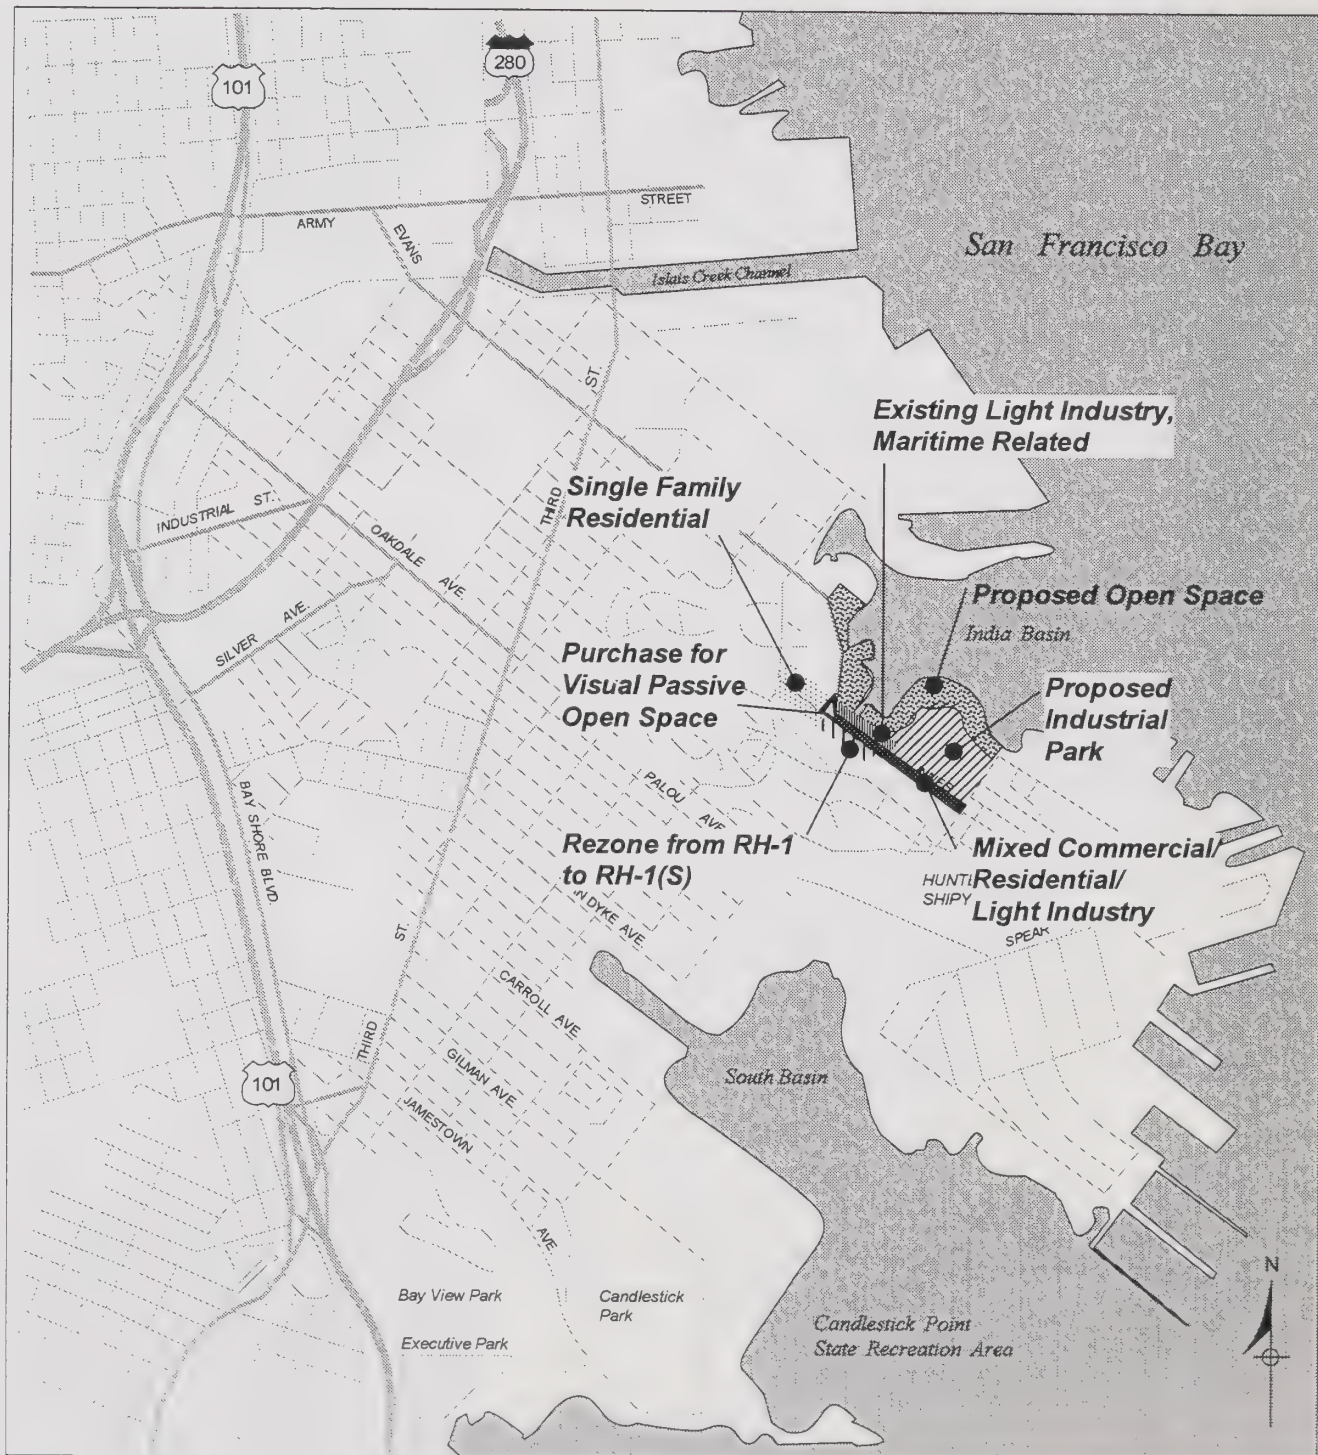 101
280
STREET
ARMY
EVANS
San Francisco Bay
Islais Creek Channel
ST.
Existing Light Industry,
Maritime Related
Single Family
Residential
THIRD
INDUSTRIAL ST.
OAKDALE AVE.
Proposed Open Space
India Basin
SILVER AVE.
Purchase for
Visual Passive
Open Space
Proposed
Industrial
Park
PALOU AVE
BAY SHORE BLVD.
Rezone from RH-1
to RH-1(S)
Mixed Commercial/
Residential/
Light Industry
SHIPY
DYKE AVE.
SPEAR
ST.
CARROLL AVE.
THIRD
GILMAN AVE.
101
South Basin
JAMESTOWN
AVE.
N
Bay View Park
Candlestick
Park
Executive Park
Candlestick Point
State Recreation Area